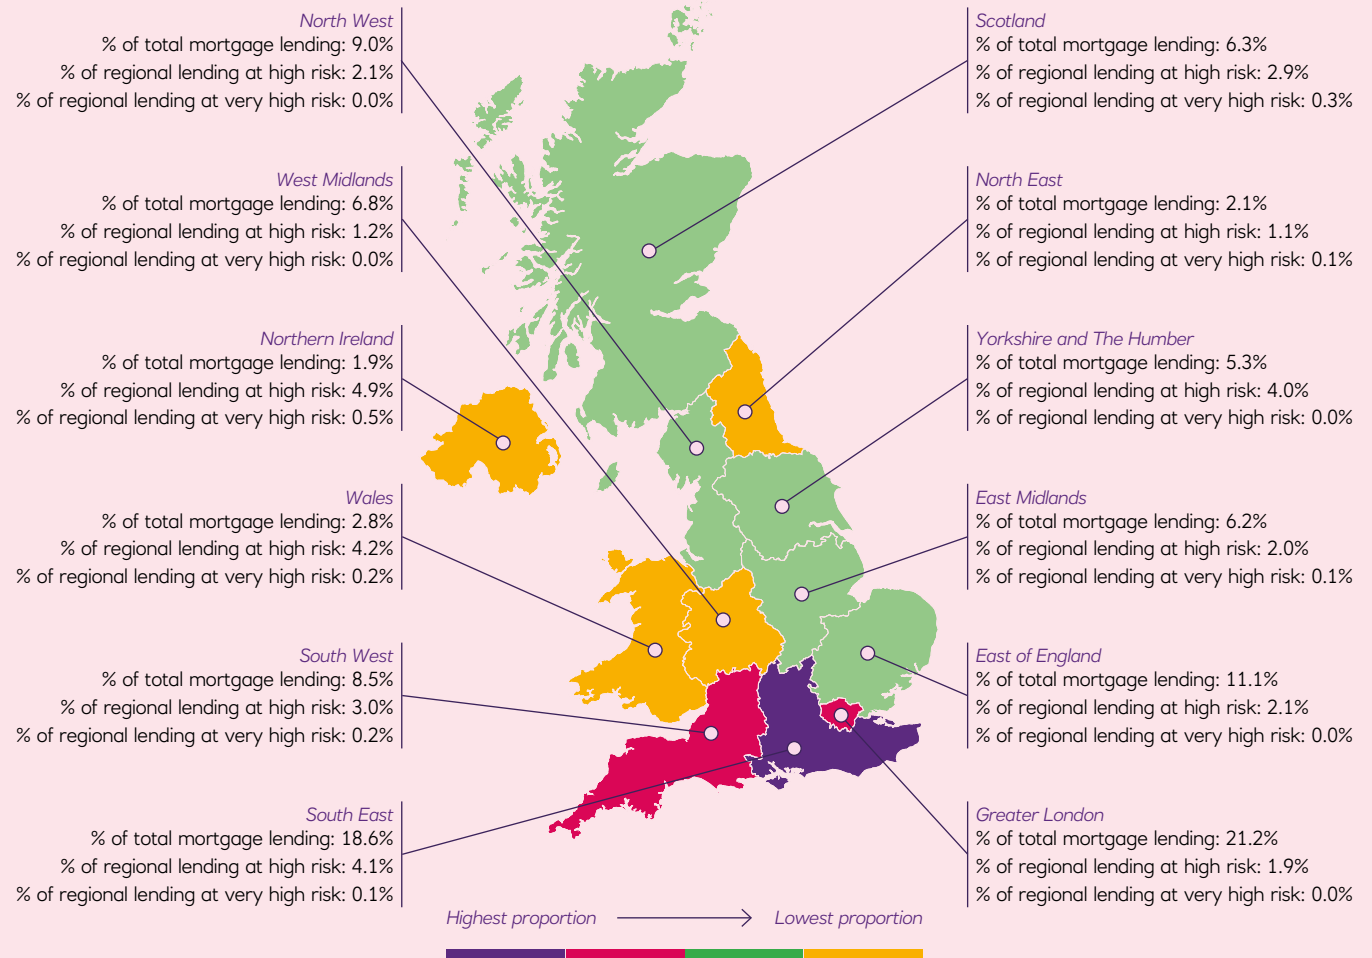 North West
% of total mortgage lending: 9.0%
% of regional lending at high risk: 2.1%
% of regional lending at very high risk: 0.0%
West Midlands
% of total mortgage lending: 6.8%
% of regional lending at high risk: 1.2%
% of regional lending at very high risk: 0.0%
Northern Ireland
% of total mortgage lending: 1.9%
% of regional lending at high risk: 4.9%
% of regional lending at very high risk: 0.5%
Wales
% of total mortgage lending: 2.8%
% of regional lending at high risk: 4.2%
% of regional lending at very high risk: 0.2%
South West
% of total mortgage lending: 8.5%
% of regional lending at high risk: 3.0%
% of regional lending at very high risk: 0.2%
South East
% of total mortgage lending: 18.6%
% of regional lending at high risk: 4.1%
% of regional lending at very high risk: 0.1%
Scotland
% of total mortgage lending: 6.3%
% of regional lending at high risk: 2.9%
% of regional lending at very high risk: 0.3%
North East
% of total mortgage lending: 2.1%
% of regional lending at high risk: 1.1%
% of regional lending at very high risk: 0.1%
Yorkshire and The Humber
% of total mortgage lending: 5.3%
% of regional lending at high risk: 4.0%
% of regional lending at very high risk: 0.0%
East Midlands
% of total mortgage lending: 6.2%
% of regional lending at high risk: 2.0%
% of regional lending at very high risk: 0.1%
East of England
% of total mortgage lending: 11.1%
% of regional lending at high risk: 2.1%
% of regional lending at very high risk: 0.0%
Greater London
% of total mortgage lending: 21.2%
% of regional lending at high risk: 1.9%
% of regional lending at very high risk: 0.0%
Highest proportion
Lowest proportion